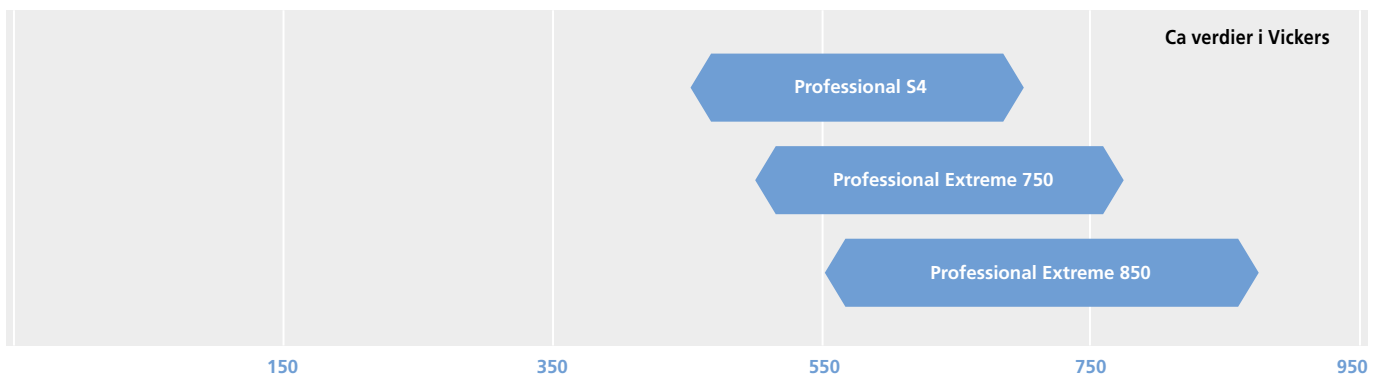 Ca verdier i Vickers
Professional S4
Professional Extreme 750
Professional Extreme 850
150 350 550 750 950